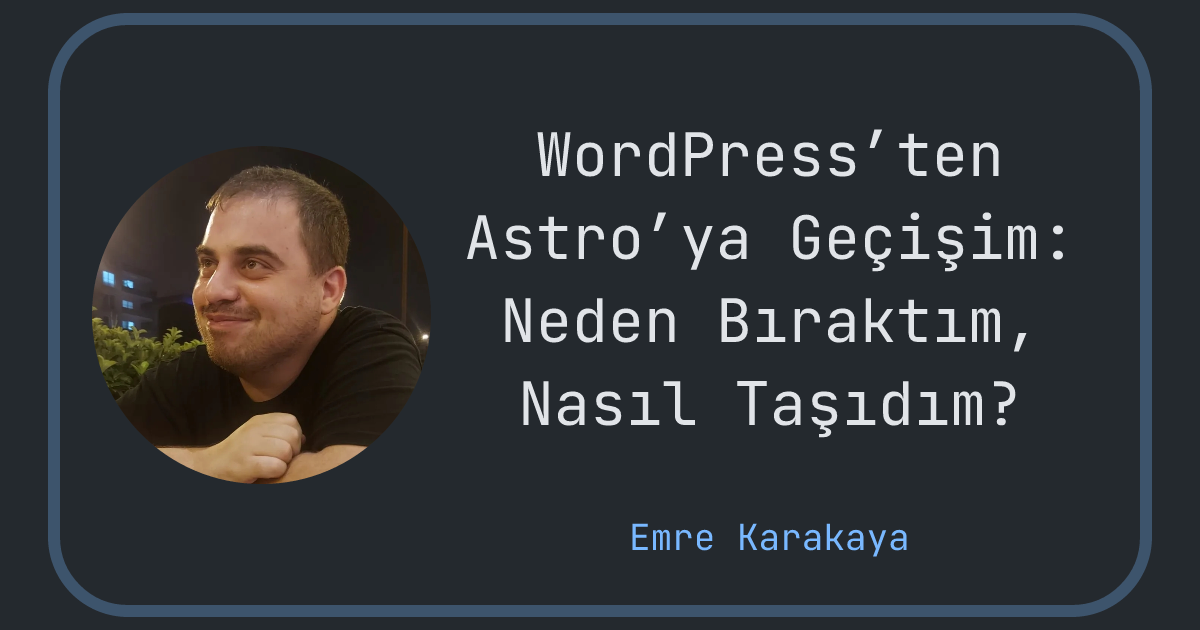 WordPress’ten
Astro’ya Geçişim:
Neden Bıraktım,
Nasıl Taşıdım?
Emre Karakaya